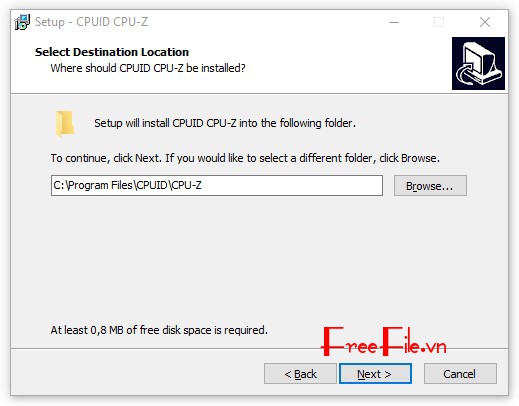 Setup - CPUID CPU-Z
Select Destination Location
Where should CPUID CPU-Z be installed?
Setup will install CPUID CPU-Z into the following folder.
To continue, click Next. If you would like to select a different folder, click Browse.
C:\Program Files\CPUID\CPU-Z
Browse...
At least 0,8 MB of free disk space is required.
FreeFile.vn
< Back
Next >
Cancel